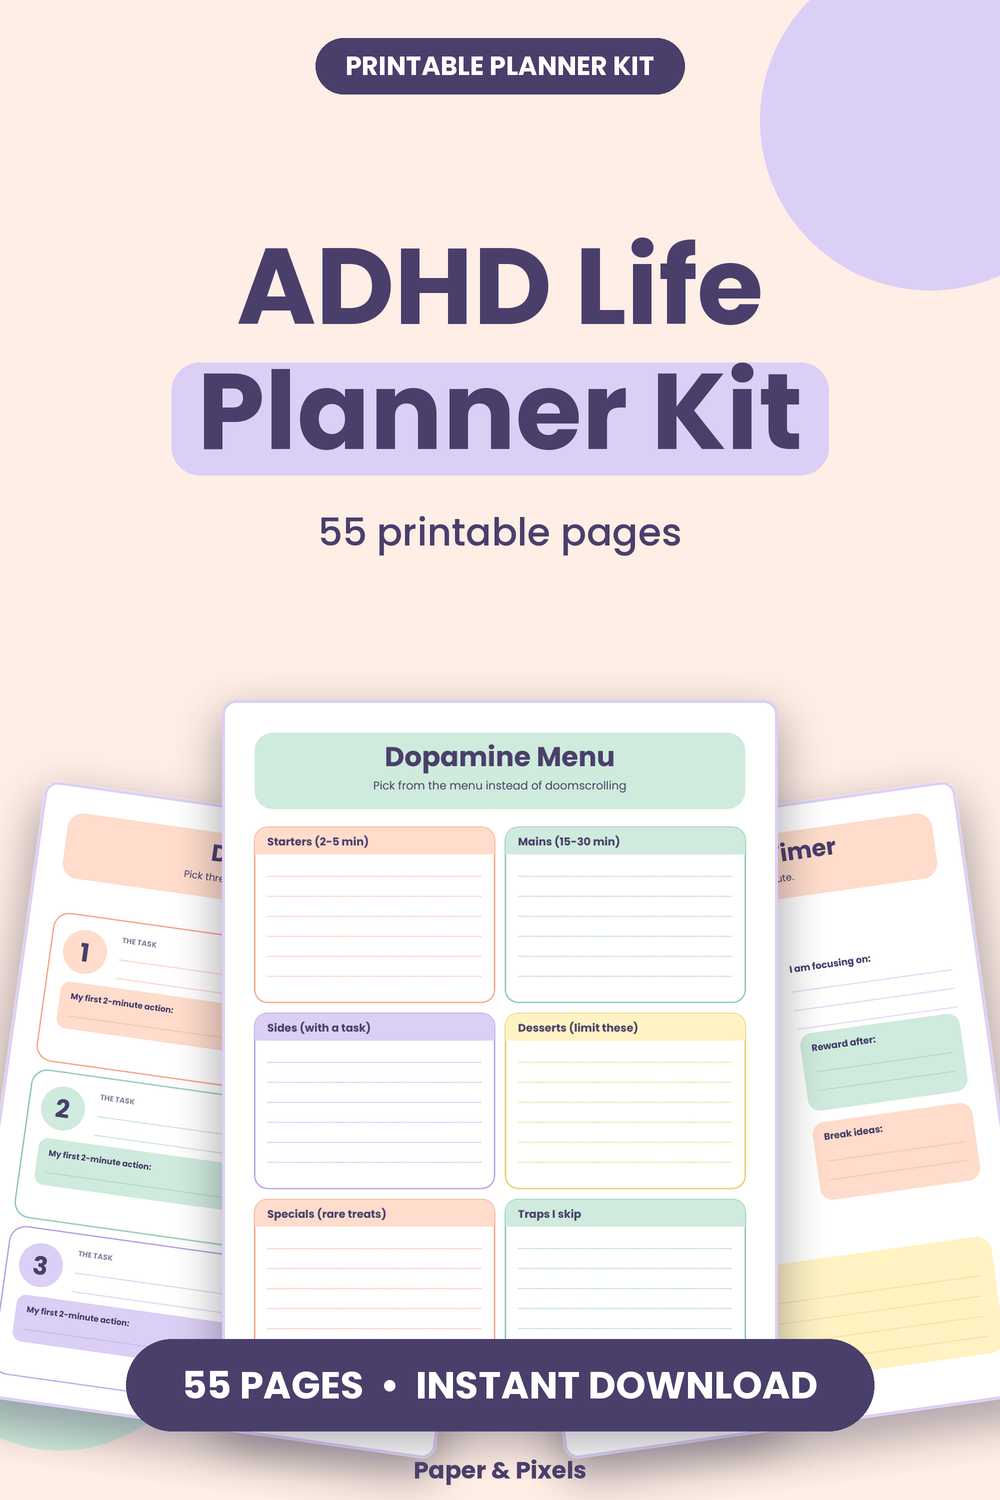 PRINTABLE PLANNER KIT
ADHD Life
Planner Kit
55 printable pages
Dopamine Menu
Pick from the menu instead of doomscrolling
Starters (2-5 min)
Mains (15-30 min)
Sides (with a task)
Desserts (limit these)
Specials (rare treats)
Traps I skip
1
THE TASK
My first 2-minute action:
2
THE TASK
My first 2-minute action:
3
THE TASK
My first 2-minute action:
I am focusing on:
Reward after:
Break ideas:
55 PAGES • INSTANT DOWNLOAD
Paper & Pixels